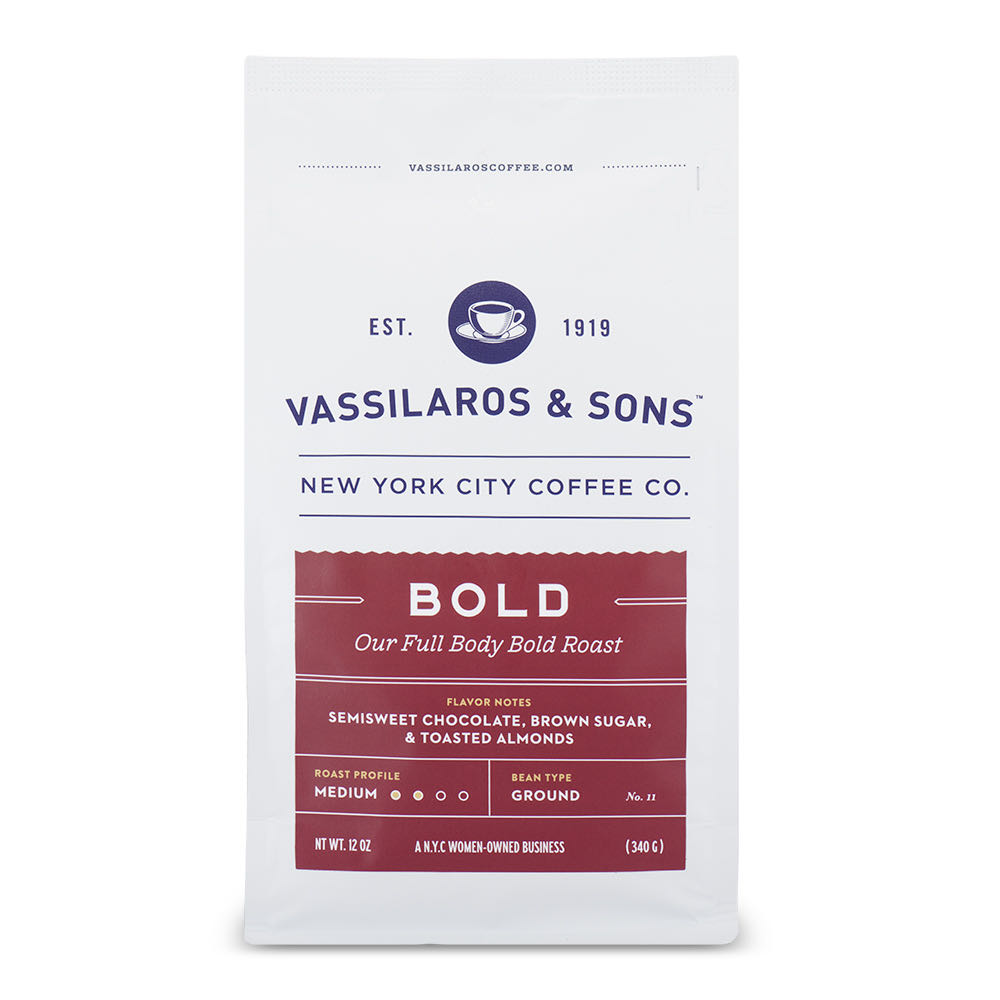 VASSILAROSCOFFEE.COM
EST. 1919
VASSILAROS & SONS™
NEW YORK CITY COFFEE CO.
BOLD
Our Full Body Bold Roast
FLAVOR NOTES
SEMISWEET CHOCOLATE, BROWN SUGAR,
& TOASTED ALMONDS
ROAST PROFILE
MEDIUM
BEAN TYPE
GROUND No. 11
NT WT. 12 OZ A N.Y.C WOMEN-OWNED BUSINESS (340 G)